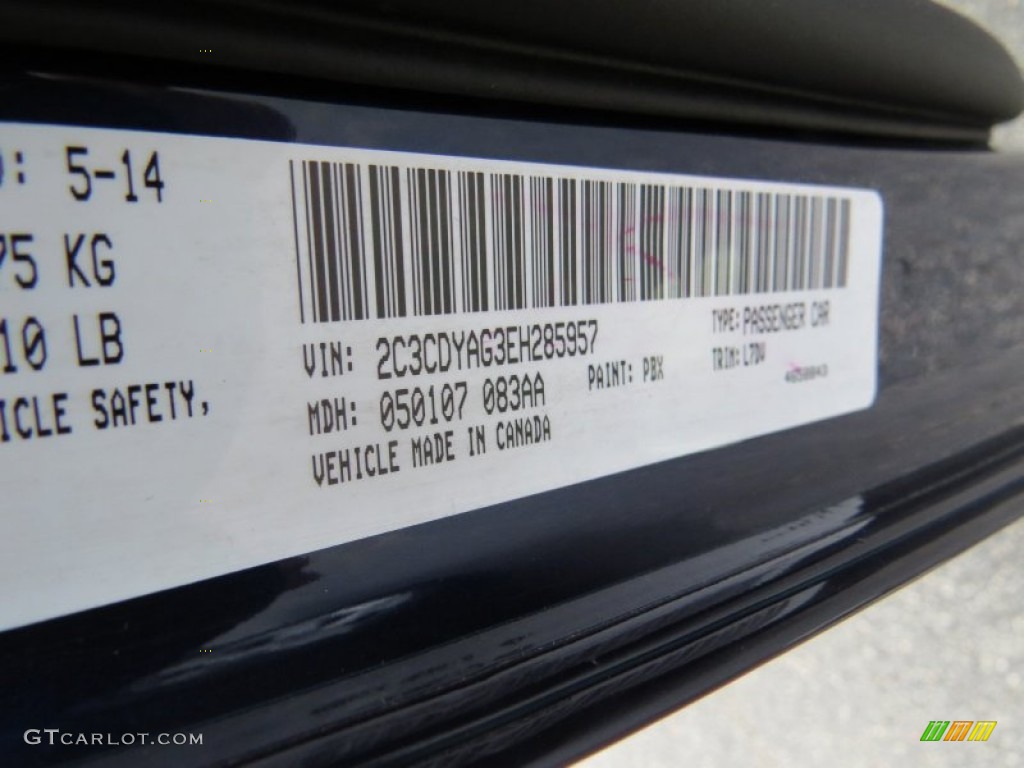 : 5-14
75 KG
10 LB
ICLE SAFETY,
VIN: 2C3CDYAG3EH285957
TYPE: PASSENGER CAR
MDH: 050107 083AA
PAINT: PBX
TRIM: L7DV
VEHICLE MADE IN CANADA
GTCARLOT.COM